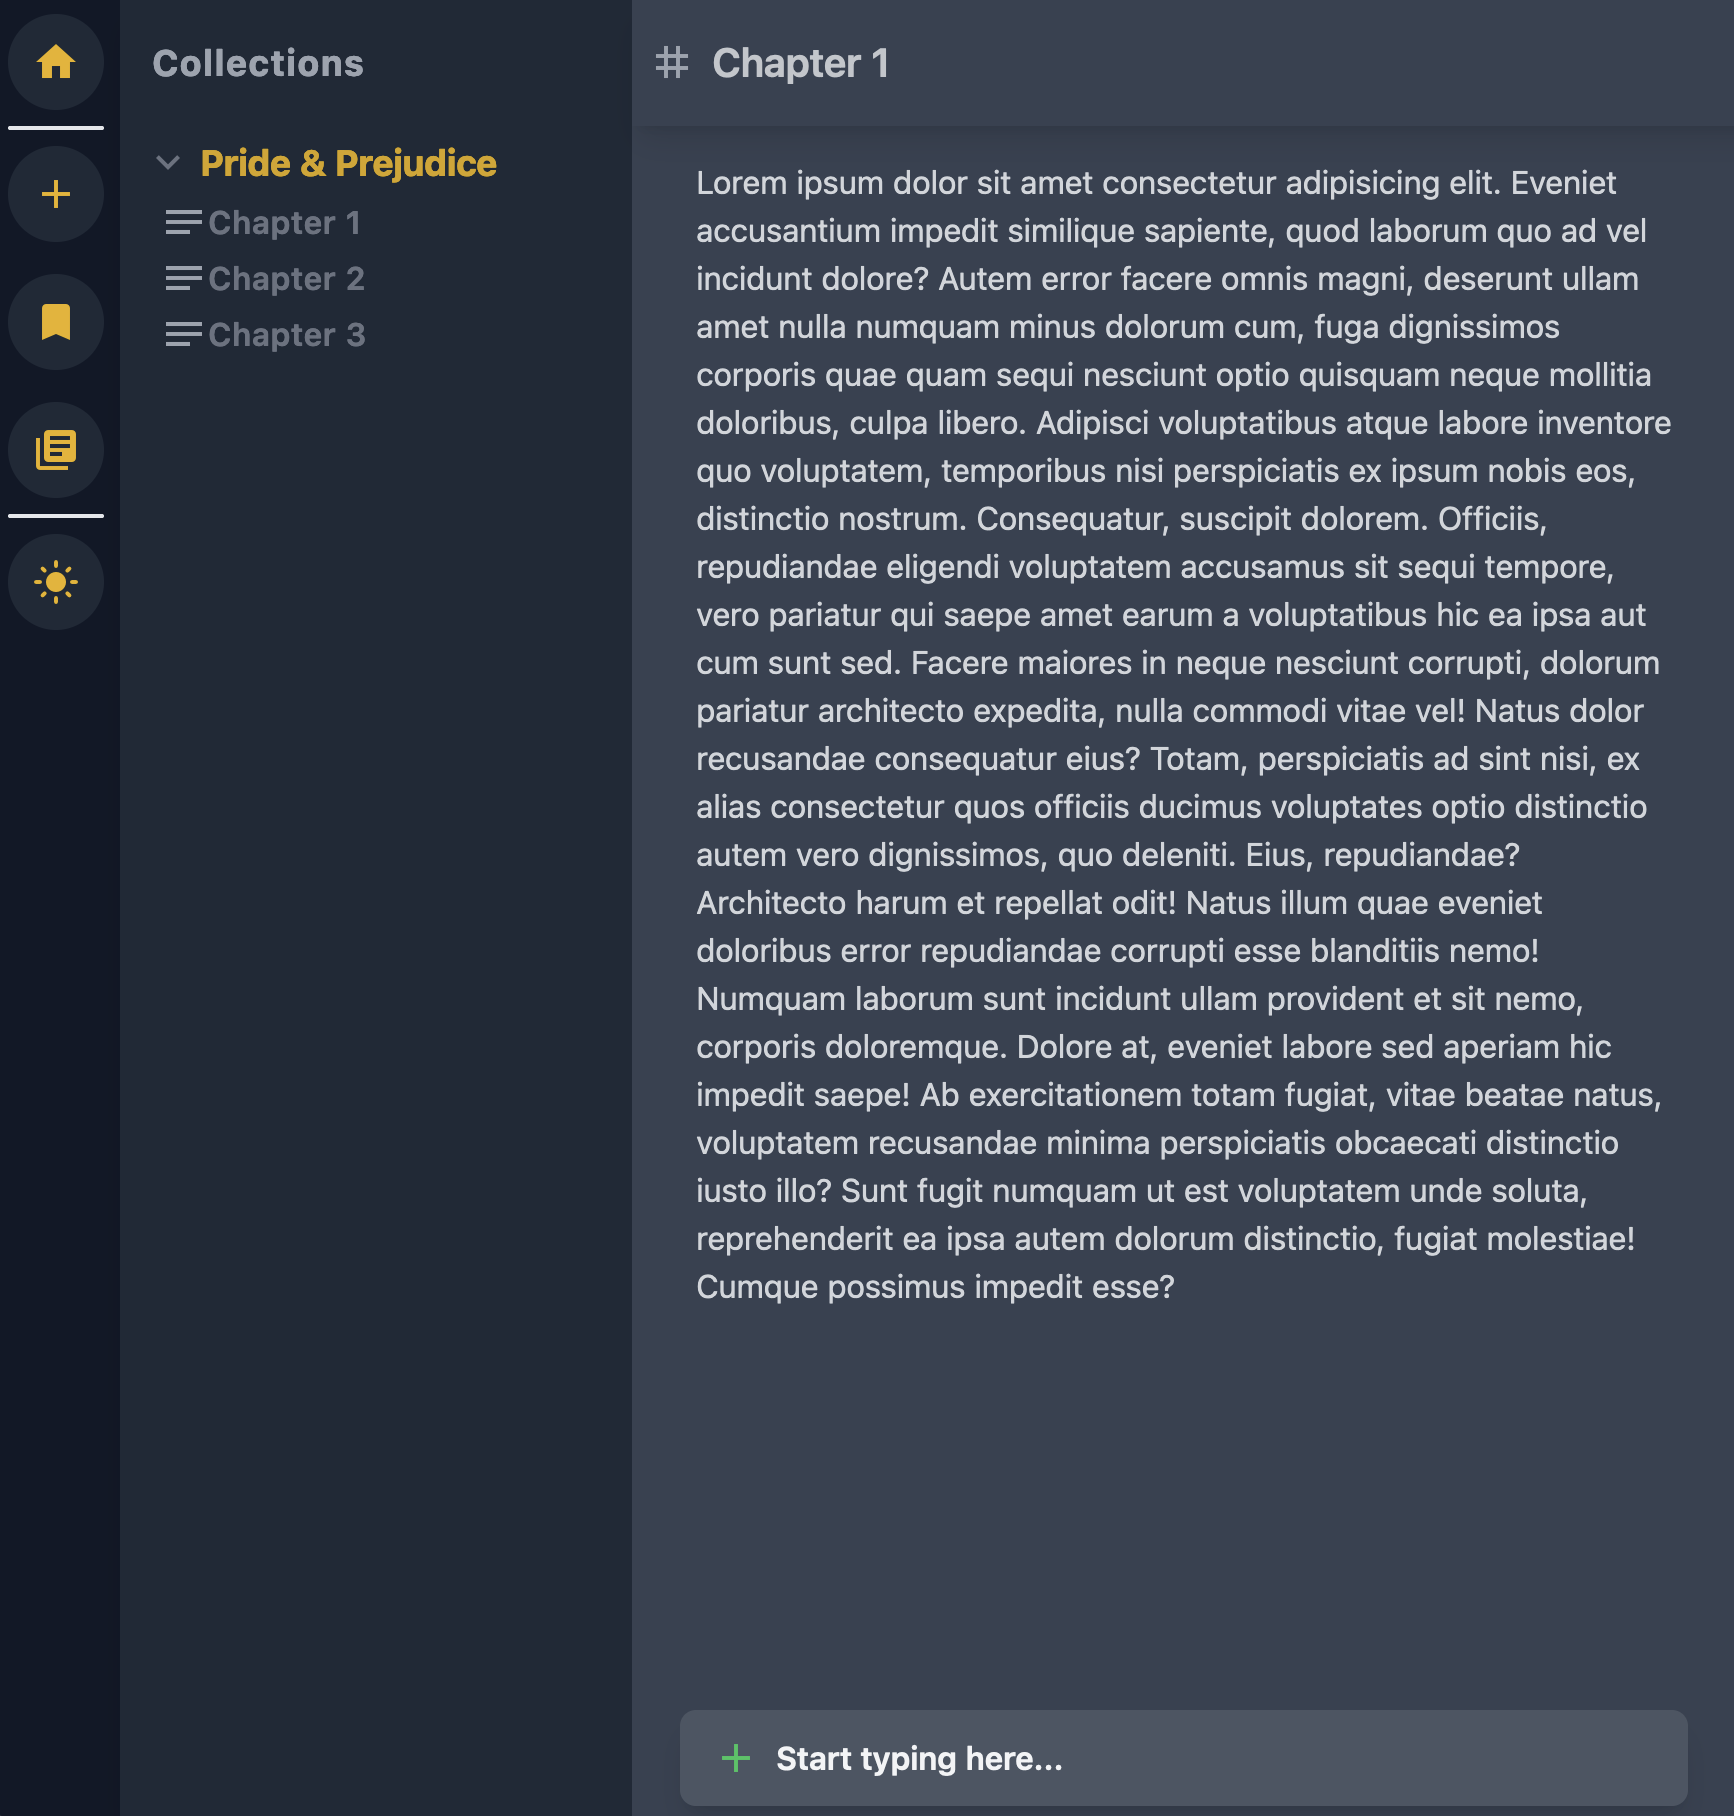 Collections
Pride & Prejudice
Chapter 1
Chapter 2
Chapter 3
Chapter 1
Lorem ipsum dolor sit amet consectetur adipisicing elit. Eveniet
accusantium impedit similique sapiente, quod laborum quo ad vel
incidunt dolore? Autem error facere omnis magni, deserunt ullam
amet nulla numquam minus dolorum cum, fuga dignissimos
corporis quae quam sequi nesciunt optio quisquam neque mollitia
doloribus, culpa libero. Adipisci voluptatibus atque labore inventore
quo voluptatem, temporibus nisi perspiciatis ex ipsum nobis eos,
distinctio nostrum. Consequatur, suscipit dolorem. Officiis,
repudiandae eligendi voluptatem accusamus sit sequi tempore,
vero pariatur qui saepe amet earum a voluptatibus hic ea ipsa aut
cum sunt sed. Facere maiores in neque nesciunt corrupti, dolorum
pariatur architecto expedita, nulla commodi vitae vel! Natus dolor
recusandae consequatur eius? Totam, perspiciatis ad sint nisi, ex
alias consectetur quos officiis ducimus voluptates optio distinctio
autem vero dignissimos, quo deleniti. Eius, repudiandae?
Architecto harum et repellat odit! Natus illum quae eveniet
doloribus error repudiandae corrupti esse blanditiis nemo!
Numquam laborum sunt incidunt ullam provident et sit nemo,
corporis doloremque. Dolore at, eveniet labore sed aperiam hic
impedit saepe! Ab exercitationem totam fugiat, vitae beatae natus,
voluptatem recusandae minima perspiciatis obcaecati distinctio
iusto illo? Sunt fugit numquam ut est voluptatem unde soluta,
reprehenderit ea ipsa autem dolorum distinctio, fugiat molestiae!
Cumque possimus impedit esse?
Start typing here...